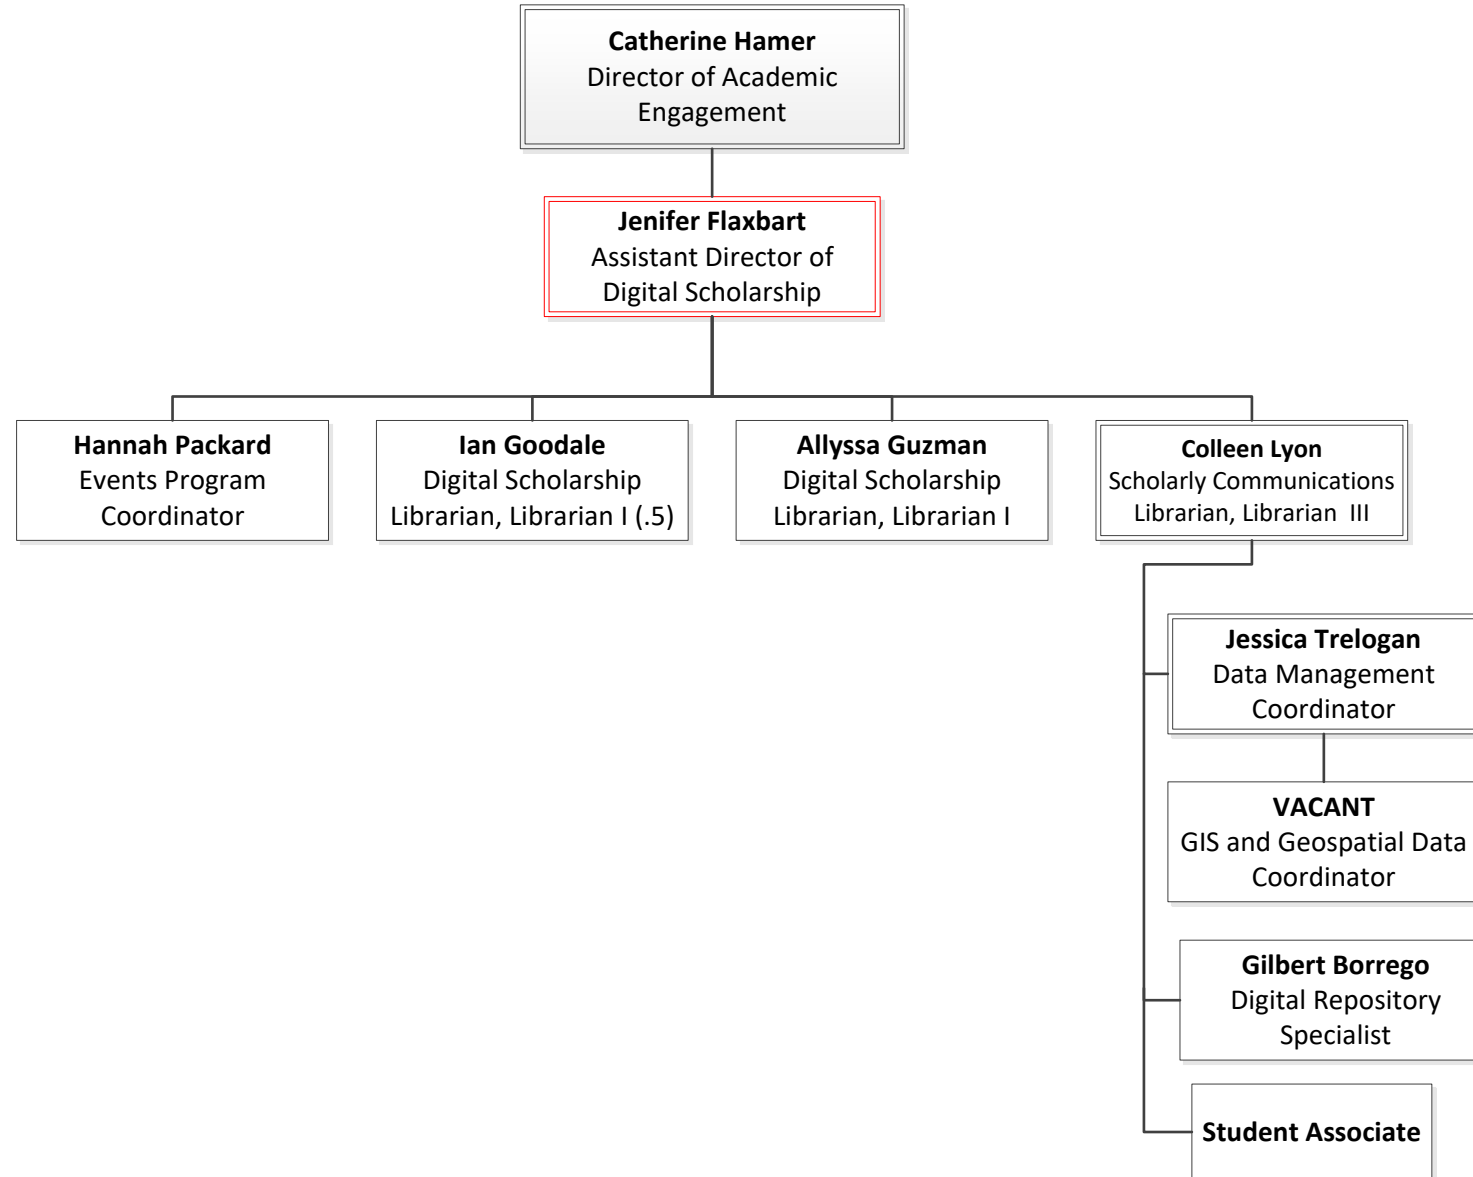 Catherine Hamer
Director of Academic
Engagement
Jenifer Flaxbart
Assistant Director of
Digital Scholarship
Hannah Packard
Events Program
Coordinator
Ian Goodale
Digital Scholarship
Librarian, Librarian I (.5)
Allyssa Guzman
Digital Scholarship
Librarian, Librarian I
Colleen Lyon
Scholarly Communications
Librarian, Librarian  III
Jessica Trelogan
Data Management
Coordinator
VACANT
GIS and Geospatial Data
Coordinator
Gilbert Borrego
Digital Repository
Specialist
Student Associate